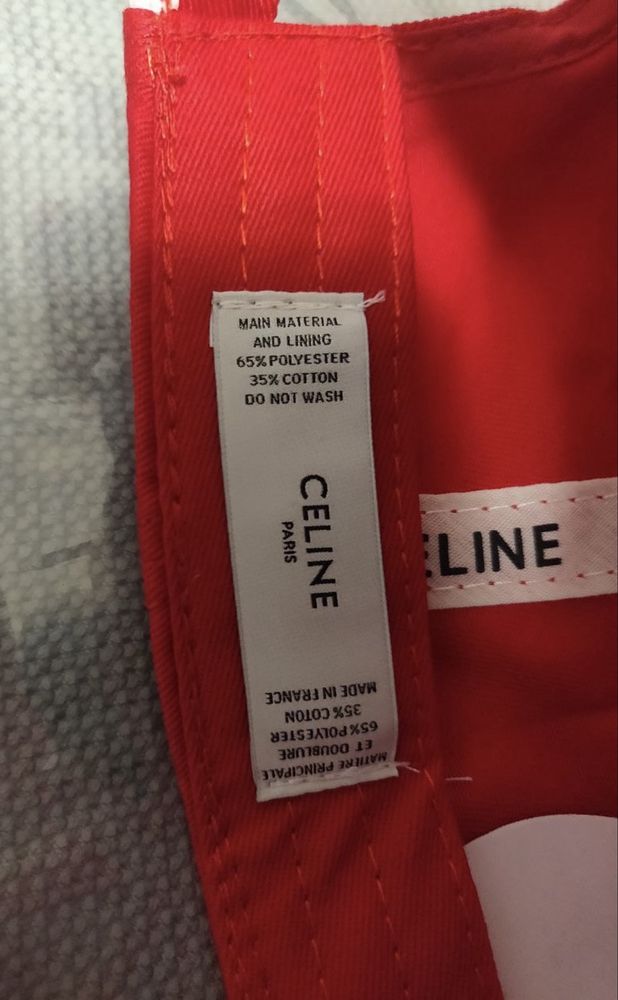 MAIN MATERIAL
AND LINING
65% POLYESTER
35% COTTON
DO NOT WASH
CELINE
PARIS
MATIÈRE PRINCIPALE
ET DOUBLURE
65% POLYESTER
35% COTON
MADE IN FRANCE
ELINE